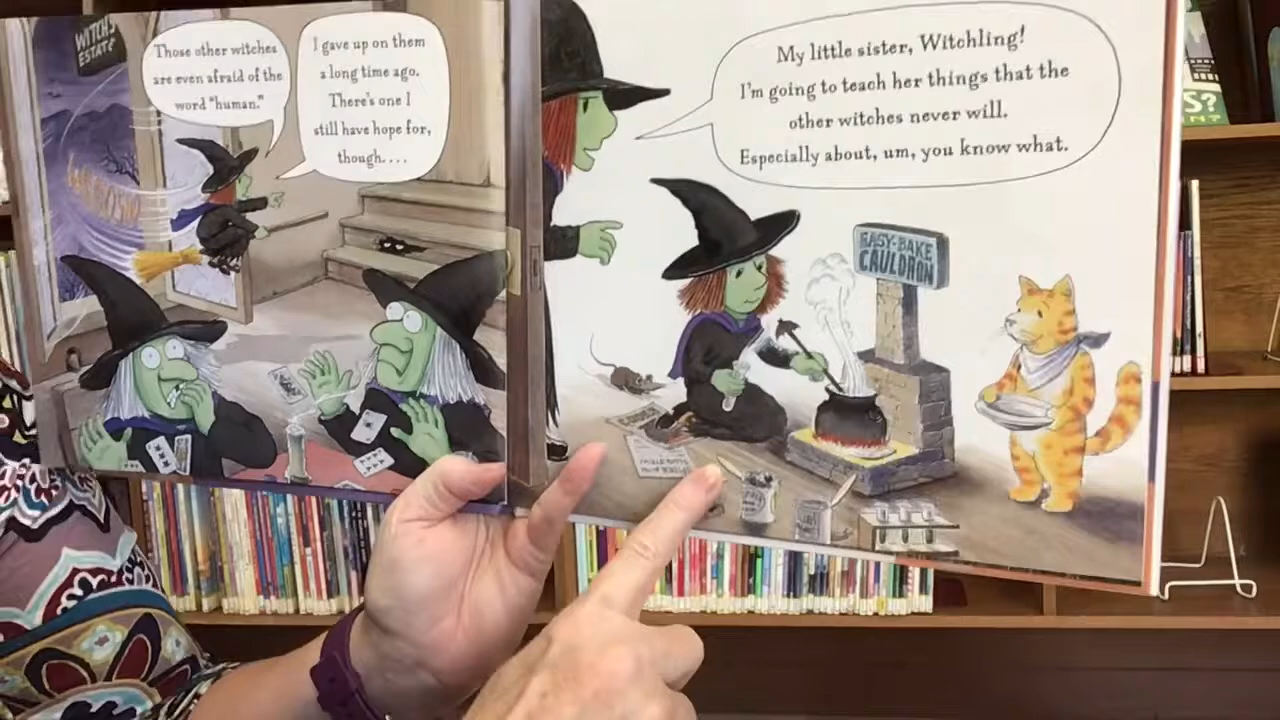 WITCH'S
ESTATE
Those other witches
are even afraid of the
word "human."
I gave up on them
a long time ago.
There's one I
still have hope for,
though....
My little sister, Witchling!
I'm going to teach her things that the
other witches never will.
Especially about, um, you know what.
EASY-BAKE
CAULDRON
S?